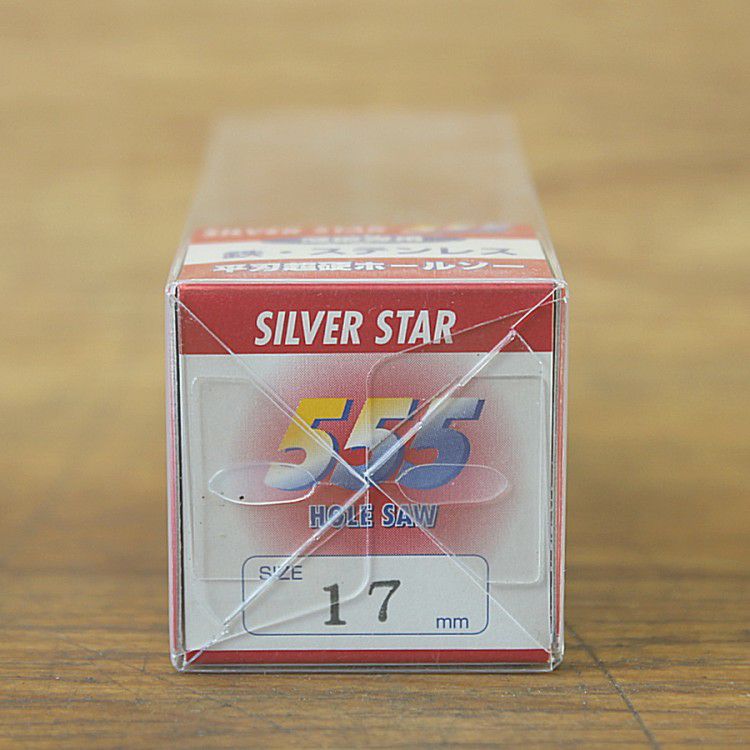 SILVER STAR 555
鉄・ステンレス
平刃超硬ホールソー
SILVER STAR
555
HOLE SAW
SIZE
17 mm